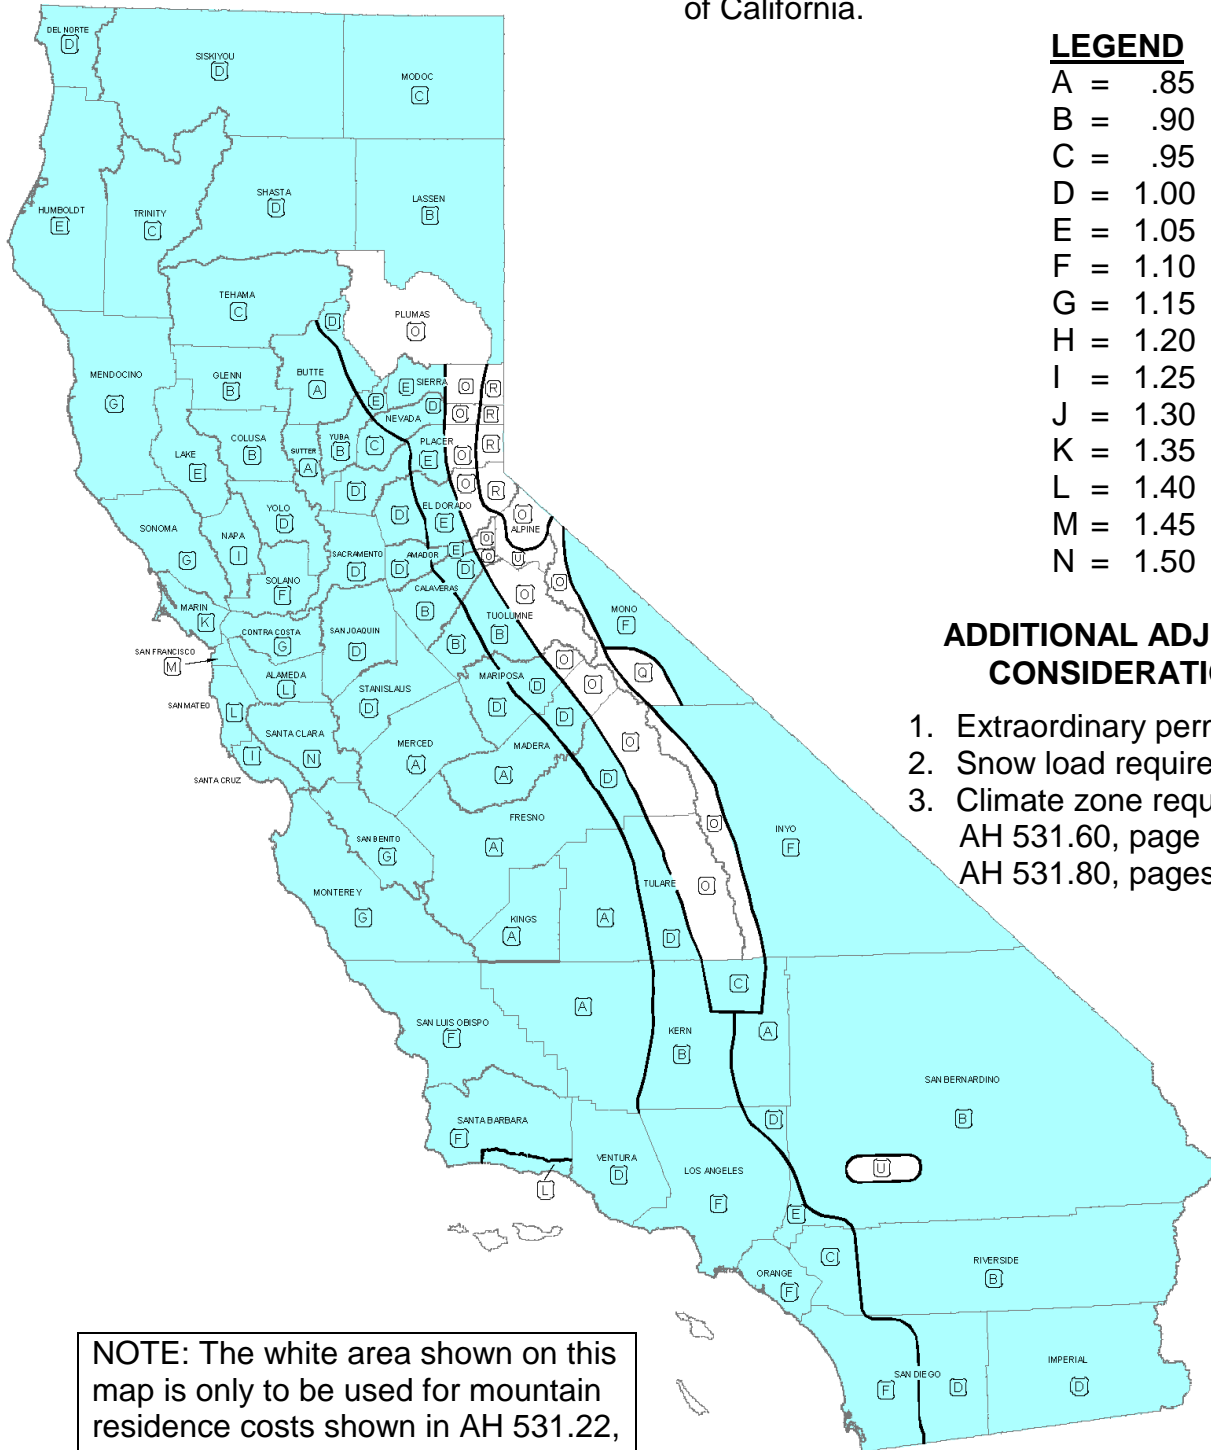 of California.
LEGEND
A = .85
B = .90
C = .95
D = 1.00
E = 1.05
F = 1.10
G = 1.15
H = 1.20
I = 1.25
J = 1.30
K = 1.35
L = 1.40
M = 1.45
N = 1.50
ADDITIONAL ADJ
CONSIDERATIO
1. Extraordinary perr
2. Snow load require
3. Climate zone requ
AH 531.60, page
AH 531.80, pages
DEL NORTE
D
SISKIYOU
D
MODOC
C
HUMBOLDT
E
TRINITY
C
SHASTA
D
LASSEN
B
TEHAMA
C
D
PLUMAS
O
MENDOCINO
G
GLENN
B
BUTTE
A
E
E SIERRA
O
R
D
O
R
NEVADA
LAKE
E
COLUSA
B
SUTTER
A
YUBA
B
C
PLACER
E
O
R
D
O
R
SONOMA
G
NAPA
I
YOLO
D
SOLANO
F
SACRAMENTO
D
D
EL DORADO
E
O
ALPINE
O
O
U
AMADOR
D
E
D
CALAVERAS
B
O
O
MARIN
K
CONTRA COSTA
G
SAN JOAQUIN
D
B
TUOLUMNE
B
MONO
F
SAN FRANCISCO
M
ALAMEDA
L
STANISLAUS
D
MARIPOSA
D
D
O
O
Q
SAN MATEO
L
SANTA CLARA
N
I
SANTA CRUZ
MERCED
A
MADERA
A
D
D
O
FRESNO
A
O
INYO
F
SAN BENITO
G
MONTEREY
G
KINGS
A
A
TULARE
D
O
SAN LUIS OBISPO
F
A
KERN
B
C
A
SAN BERNARDINO
B
SANTA BARBARA
F
L
VENTURA
D
LOS ANGELES
F
D
U
E
C
ORANGE
F
RIVERSIDE
B
SAN DIEGO
F
D
IMPERIAL
D
NOTE: The white area shown on this
map is only to be used for mountain
residence costs shown in AH 531.22,